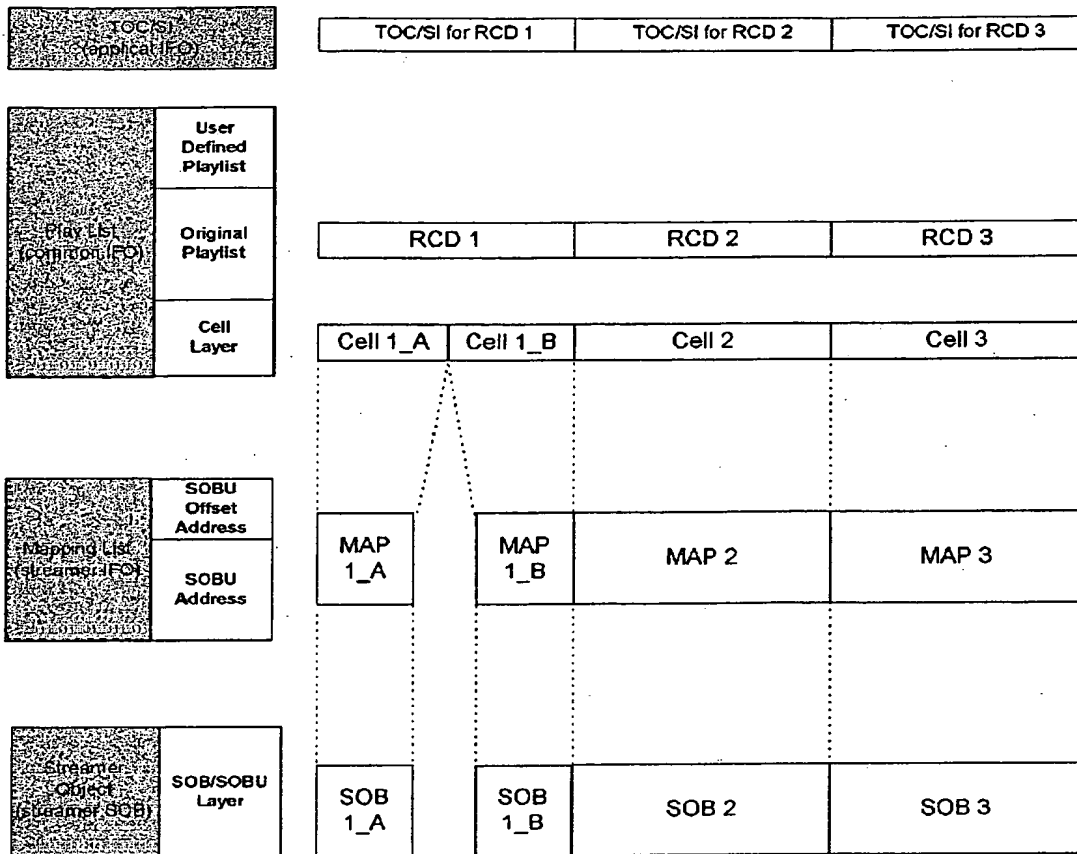 TOC/SI
(applicat IFO)
TOC/SI for RCD 1
TOC/SI for RCD 2
TOC/SI for RCD 3
Play List
(common IFO)
User
Defined
Playlist
Original
Playlist
RCD 1
RCD 2
RCD 3
Cell
Layer
Cell 1_A
Cell 1_B
Cell 2
Cell 3
Mapping List
(streamer IFO)
SOBU
Offset
Address
SOBU
Address
MAP
1_A
MAP
1_B
MAP 2
MAP 3
Streamer
Object
(streamer SOB)
SOB/SOBU
Layer
SOB
1_A
SOB
1_B
SOB 2
SOB 3